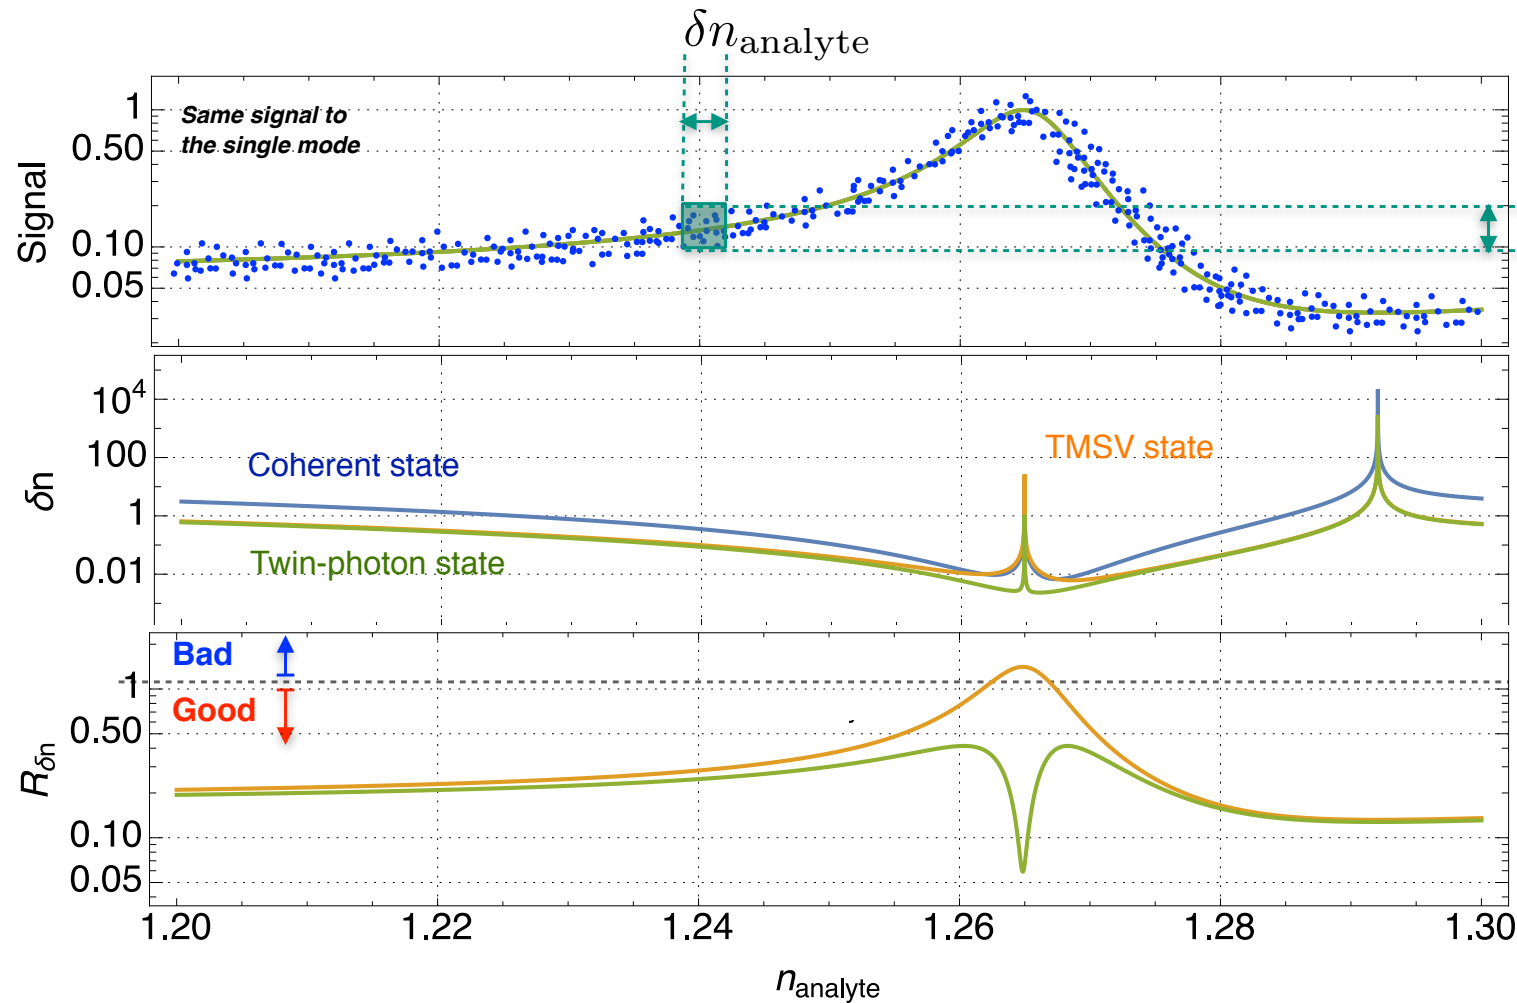 δn_analyte
Same signal to
the single mode
Signal
1
0.50
0.10
0.05
δn
10^4
100
1
0.01
Coherent state
TMSV state
Twin-photon state
Bad
Good
R_δn
1
0.50
0.10
0.05
1.20 1.22 1.24 1.26 1.28 1.30
n_analyte